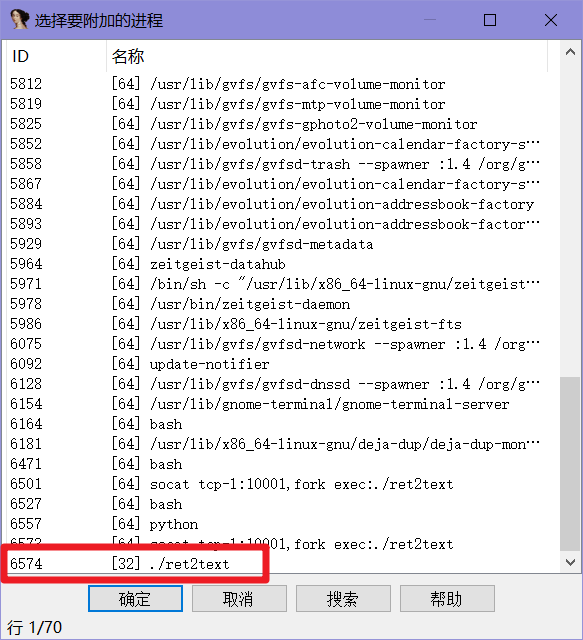 选择要附加的进程
ID 名称
5812 [64] /usr/lib/gvfs/gvfs-afc-volume-monitor
5819 [64] /usr/lib/gvfs/gvfs-mtp-volume-monitor
5825 [64] /usr/lib/gvfs/gvfs-gphoto2-volume-monitor
5852 [64] /usr/lib/evolution/evolution-calendar-factory-s…
5858 [64] /usr/lib/gvfs/gvfsd-trash --spawner :1.4 /org/g…
5867 [64] /usr/lib/evolution/evolution-calendar-factory-s…
5884 [64] /usr/lib/evolution/evolution-addressbook-factory
5893 [64] /usr/lib/evolution/evolution-addressbook-factor…
5929 [64] /usr/lib/gvfs/gvfsd-metadata
5964 [64] zeitgeist-datahub
5971 [64] /bin/sh -c "/usr/lib/x86_64-linux-gnu/zeitgeist…
5978 [64] /usr/bin/zeitgeist-daemon
5986 [64] /usr/lib/x86_64-linux-gnu/zeitgeist-fts
6075 [64] /usr/lib/gvfs/gvfsd-network --spawner :1.4 /org…
6092 [64] update-notifier
6128 [64] /usr/lib/gvfs/gvfsd-dnssd --spawner :1.4 /org/g…
6154 [64] /usr/lib/gnome-terminal/gnome-terminal-server
6164 [64] bash
6181 [64] /usr/lib/x86_64-linux-gnu/deja-dup/deja-dup-mon…
6471 [64] bash
6501 [64] socat tcp-l:10001,fork exec:./ret2text
6527 [64] bash
6557 [64] python
6573 [64] socat tcp-l:10001,fork exec:./ret2text
6574 [32] ./ret2text
确定 取消 搜索 帮助
行 1/70